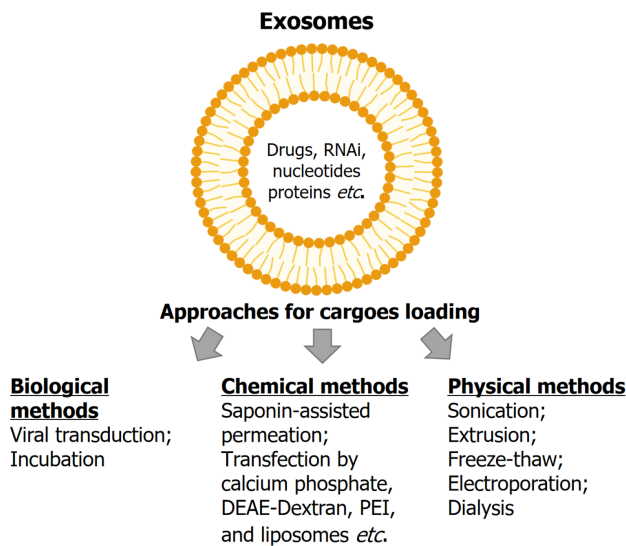 Exosomes
Drugs, RNAi,
nucleotides
proteins etc.
Approaches for cargoes loading
Biological
methods
Viral transduction;
Incubation
Chemical methods
Saponin-assisted
permeation;
Transfection by
calcium phosphate,
DEAE-Dextran, PEI,
and liposomes etc.
Physical methods
Sonication;
Extrusion;
Freeze-thaw;
Electroporation;
Dialysis